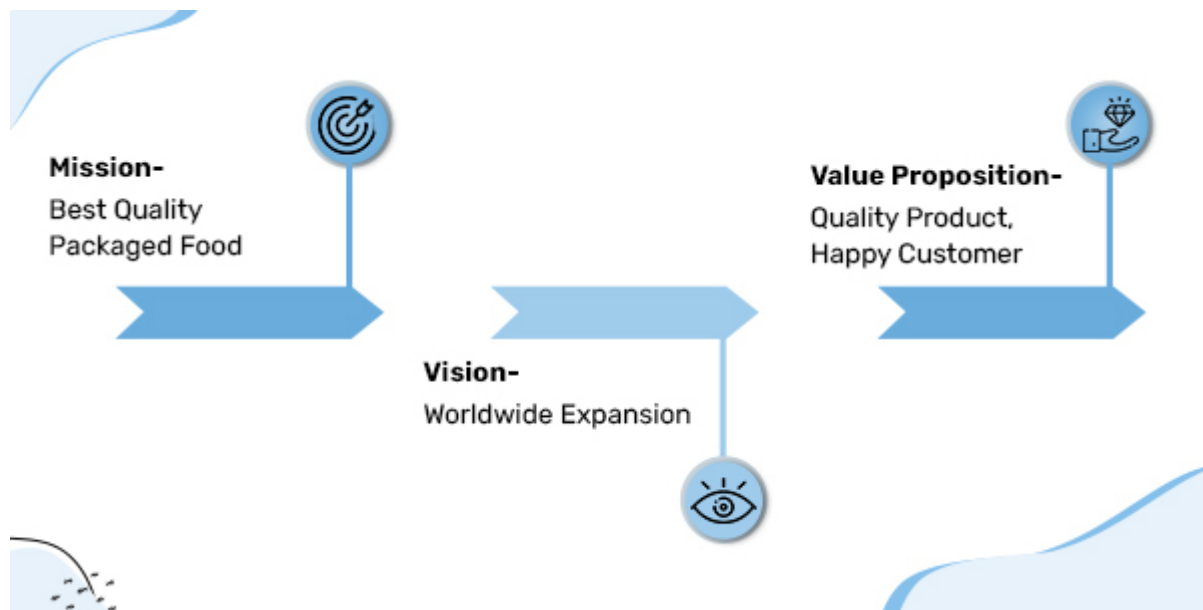 Mission-
Best Quality
Packaged Food
Vision-
Worldwide Expansion
Value Proposition-
Quality Product,
Happy Customer